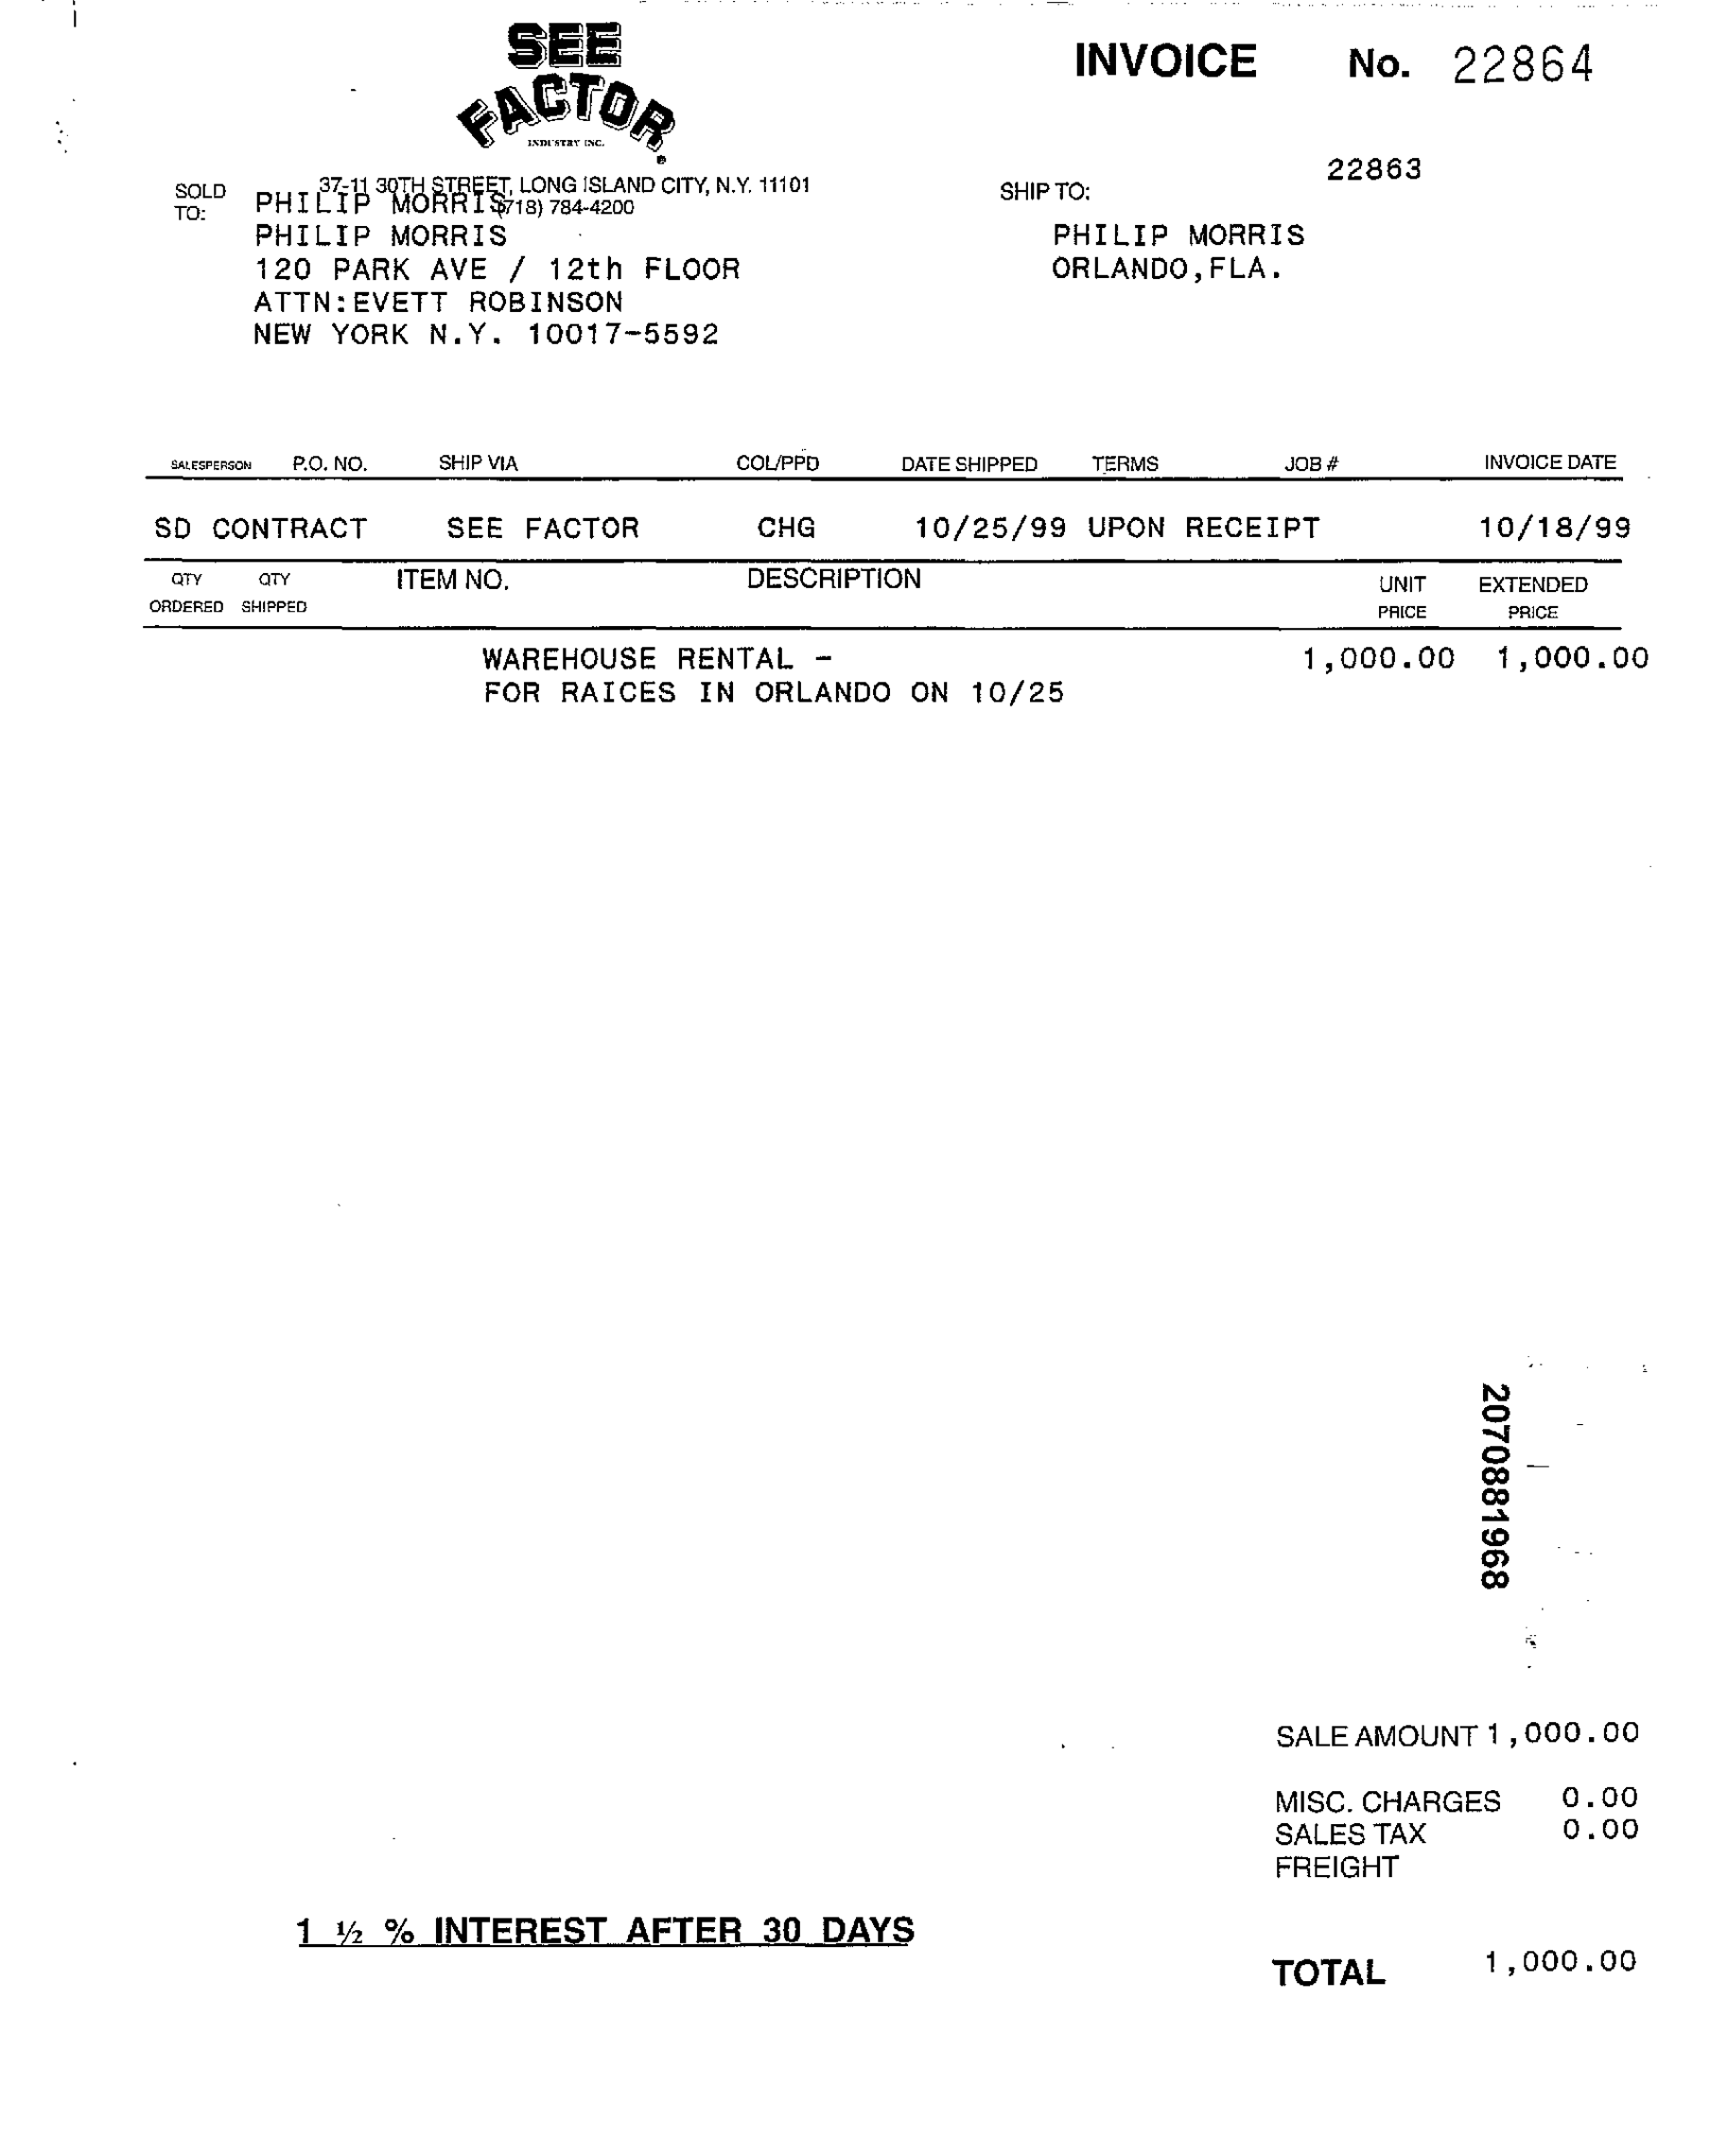 SEE
FACTOR
INDUSTRY INC.
®
37-11 30TH STREET, LONG ISLAND CITY, N.Y. 11101
(718) 784-4200
INVOICE No. 22864
22863
SOLD
TO:
PHILIP MORRIS
PHILIP MORRIS
120 PARK AVE / 12th FLOOR
ATTN:EVETT ROBINSON
NEW YORK N.Y. 10017-5592
SHIP TO:
PHILIP MORRIS
ORLANDO,FLA.
SALESPERSON P.O. NO. SHIP VIA COL/PPD DATE SHIPPED TERMS JOB # INVOICE DATE
SD CONTRACT SEE FACTOR CHG 10/25/99 UPON RECEIPT 10/18/99
QTY ORDERED QTY SHIPPED ITEM NO. DESCRIPTION UNIT PRICE EXTENDED PRICE
WAREHOUSE RENTAL - 1,000.00 1,000.00
FOR RAICES IN ORLANDO ON 10/25
2070881968
SALE AMOUNT 1,000.00
MISC. CHARGES 0.00
SALES TAX 0.00
FREIGHT
1 ½ % INTEREST AFTER 30 DAYS
TOTAL 1,000.00